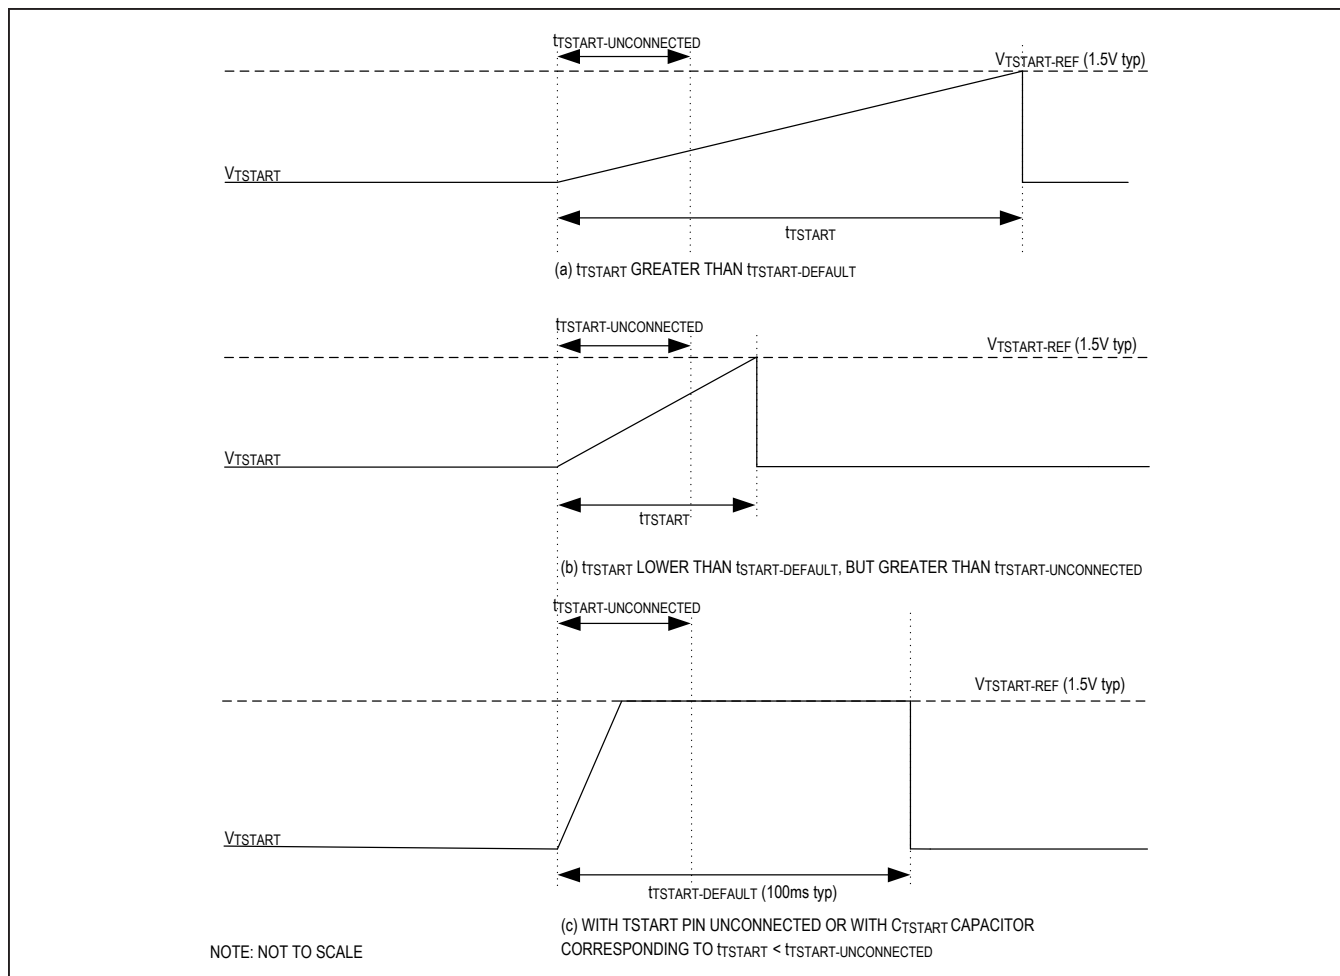 tTSTART-UNCONNECTED
VTSTART-REF (1.5V typ)
VTSTART
tTSTART
(a) tTSTART GREATER THAN tTSTART-DEFAULT
tTSTART-UNCONNECTED
VTSTART-REF (1.5V typ)
VTSTART
tTSTART
(b) tTSTART LOWER THAN tSTART-DEFAULT, BUT GREATER THAN tTSTART-UNCONNECTED
tTSTART-UNCONNECTED
VTSTART-REF (1.5V typ)
VTSTART
tTSTART-DEFAULT (100ms typ)
(c) WITH TSTART PIN UNCONNECTED OR WITH CTSTART CAPACITOR
CORRESPONDING TO tTSTART < tTSTART-UNCONNECTED
NOTE: NOT TO SCALE